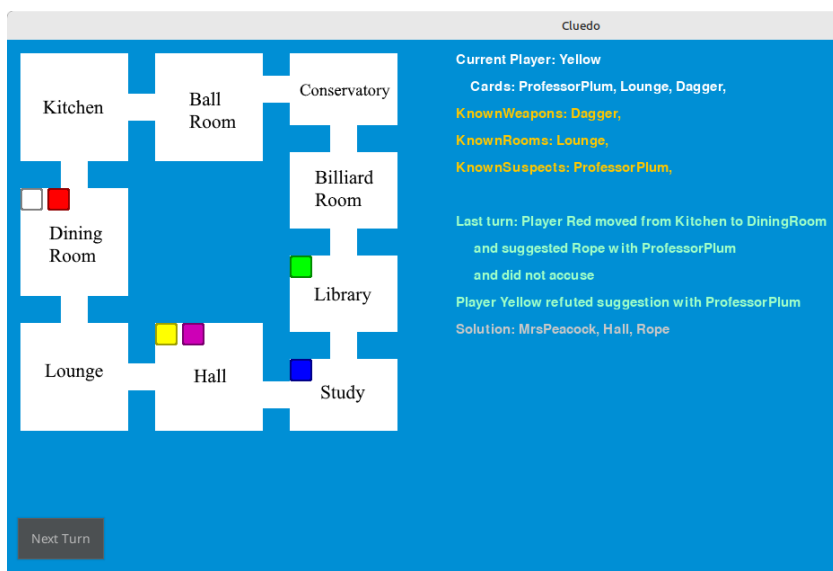 Cluedo
Kitchen
Ball
Room
Conservatory
Billiard
Room
Dining
Room
Library
Lounge
Hall
Study
Current Player: Yellow
Cards: ProfessorPlum, Lounge, Dagger,
KnownWeapons: Dagger,
KnownRooms: Lounge,
KnownSuspects: ProfessorPlum,
Last turn: Player Red moved from Kitchen to DiningRoom
and suggested Rope with ProfessorPlum
and did not accuse
Player Yellow refuted suggestion with ProfessorPlum
Solution: MrsPeacock, Hall, Rope
Next Turn